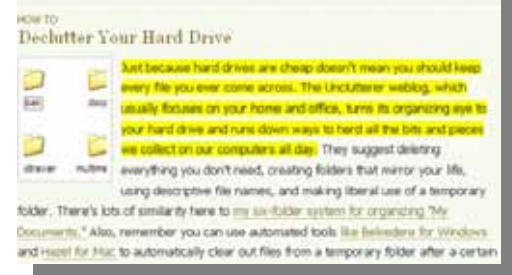 HOW TO
Declutter Your Hard Drive
Just because hard drives are cheap doesn't mean you should keep
every file you ever come across. The Unclutterer weblog, which
usually focuses on your home and office, turns its organizing eye to
your hard drive and runs down ways to herd all the bits and pieces
we collect on our computers all day. They suggest deleting
everything you don't need, creating folders that mirror your life,
using descriptive file names, and making liberal use of a temporary
folder. There's lots of similarity here to my six-folder system for organizing "My
Documents." Also, remember you can use automated tools like Belvedere for Windows
and Hazel for Mac to automatically clear out files from a temporary folder after a certain
bak
docs
multime